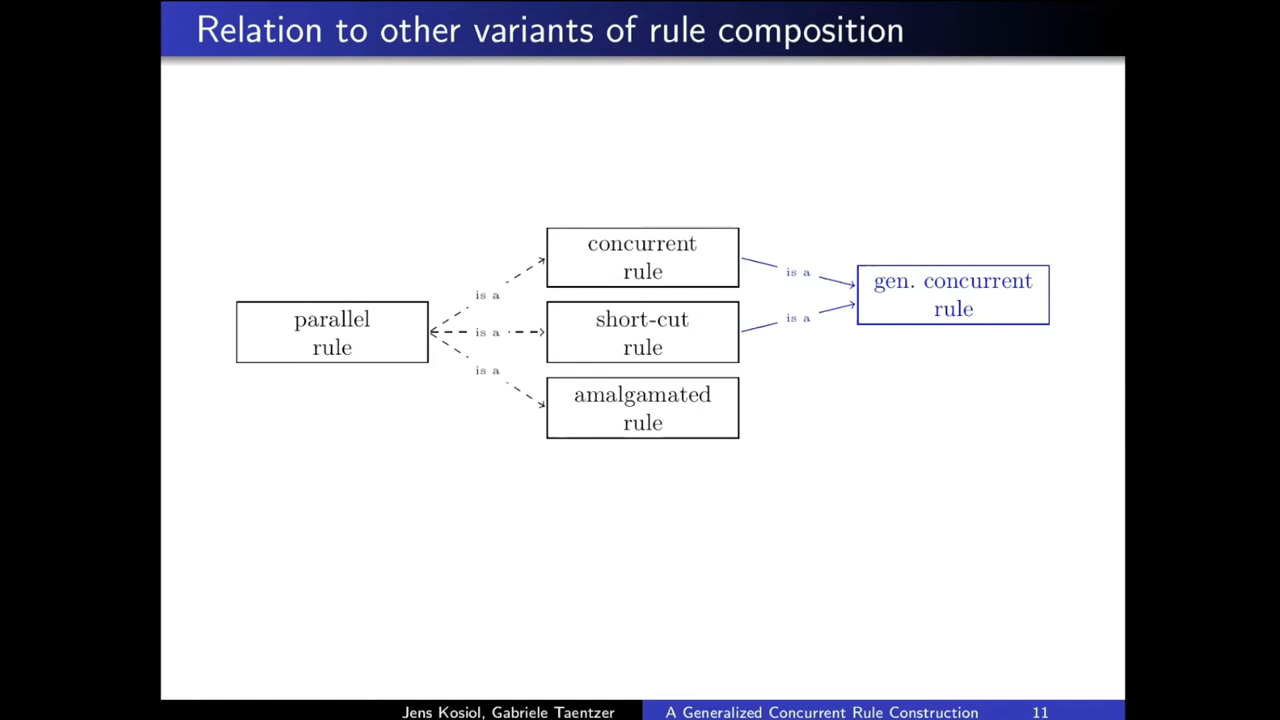 Relation to other variants of rule composition
concurrent
rule
is a
gen. concurrent
rule
is a
parallel
rule
is a
short-cut
rule
is a
is a
amalgamated
rule
Jens Kosiol, Gabriele Taentzer
A Generalized Concurrent Rule Construction
11